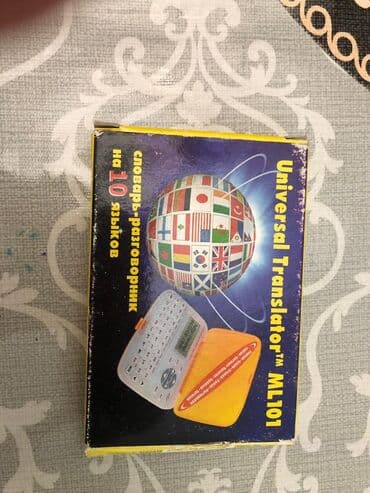 Universal Translator™ ML101
словарь-разговорник
на 10 языков